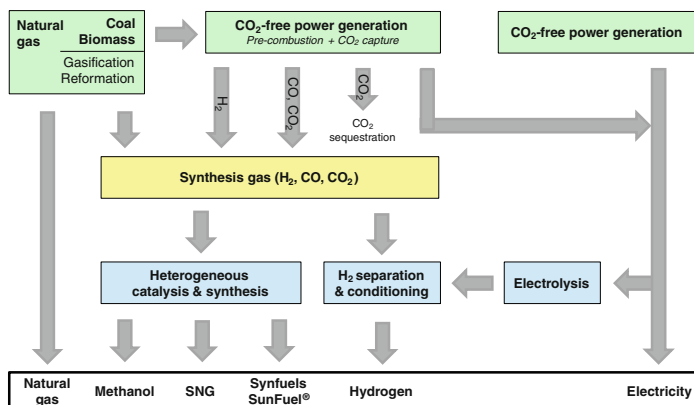 Natural
gas
Coal
Biomass
Gasification
Reformation
CO₂-free power generation
Pre-combustion + CO₂ capture
CO₂-free power generation
H₂
CO, CO₂
CO₂
CO₂
sequestration
Synthesis gas (H₂, CO, CO₂)
Heterogeneous
catalysis & synthesis
H₂ separation
& conditioning
Electrolysis
Natural
gas
Methanol
SNG
Synfuels
SunFuel®
Hydrogen
Electricity